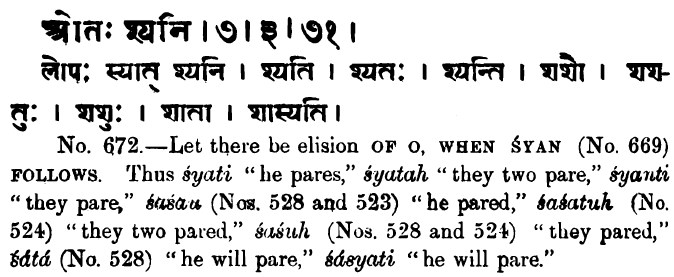 ओतः श्यनि । ७ । ३ । ७१ ।
लोपः स्यात् श्यनि । श्यति । श्यतः । श्यन्ति । शशौ । शश-
तुः । शशुः । शाता । शास्यति ।
No. 672.—Let there be elision OF O, WHEN ŚYAN (No. 669)
FOLLOWS. Thus śyati "he pares," śyatah "they two pare," śyanti
"they pare," śaśau (Nos. 528 and 523) "he pared," śaśatuh (No.
524) "they two pared," śaśuh (Nos. 528 and 524) "they pared,"
śátá (No. 528) "he will pare," śásyati "he will pare."